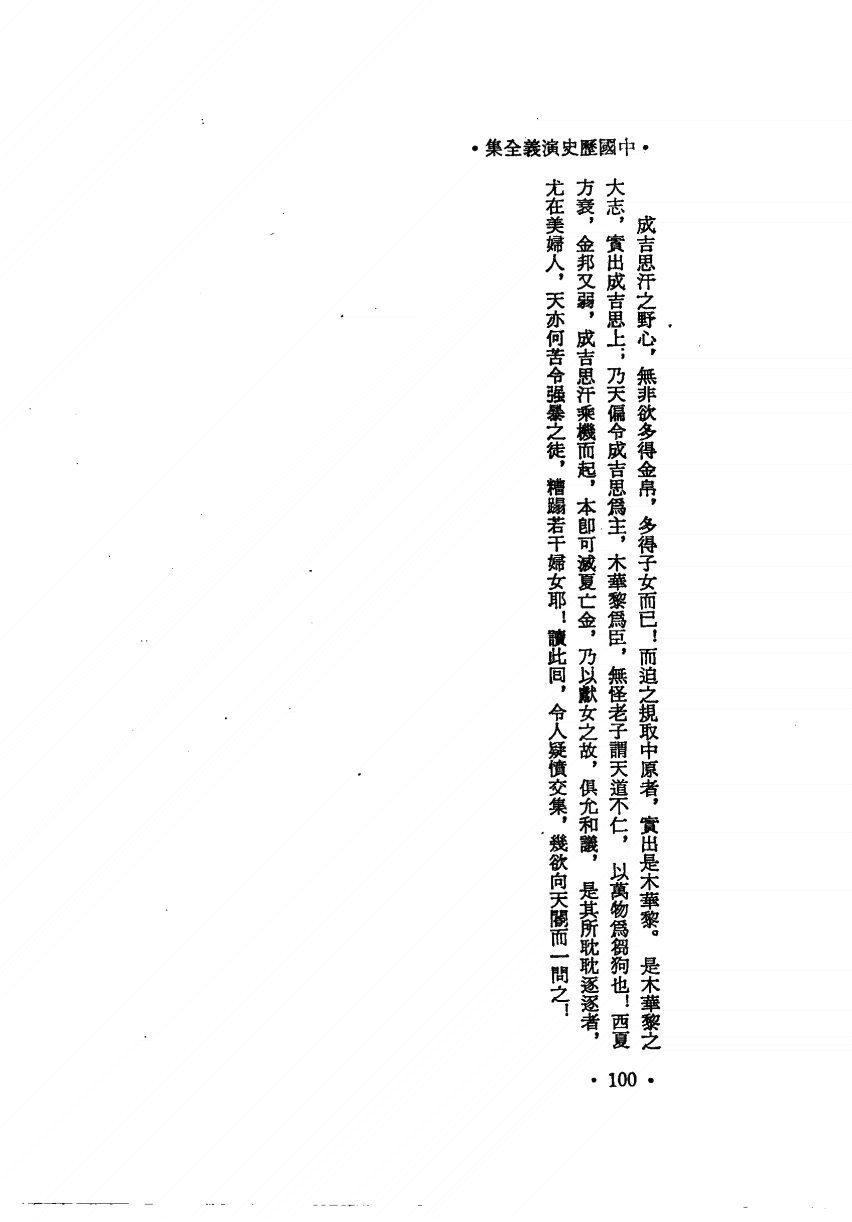 •中國歷史演義全集•
成吉思汗之野心，無非欲多得金帛，多得子女而已！而迫之規取中原者，實出是木華黎。是木華黎之
大志，實出成吉思上；乃天偏令成吉思爲主，木華黎爲臣，無怪老子謂天道不仁，以萬物爲芻狗也！西夏
方衰，金邦又弱，成吉思汗乘機而起，本卽可滅夏亡金，乃以獻女之故，俱允和議，是其所耽耽逐逐者，
尤在美婦人，天亦何苦令强暴之徒，糟蹋若干婦女耶！讀此回，令人疑憤交集，幾欲向天閽而一問之！
• 100 •